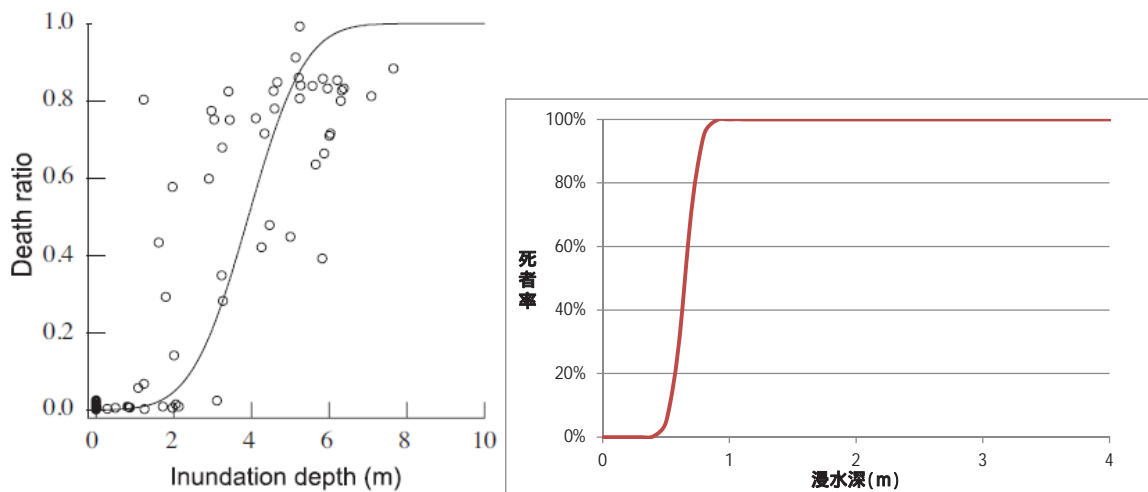 1.0
0.8
0.6
0.4
0.2
0.0
Death ratio
0 2 4 6 8 10
Inundation depth (m)
100%
80%
60%
40%
20%
0%
死者率
0 1 2 3 4
浸水深(m)